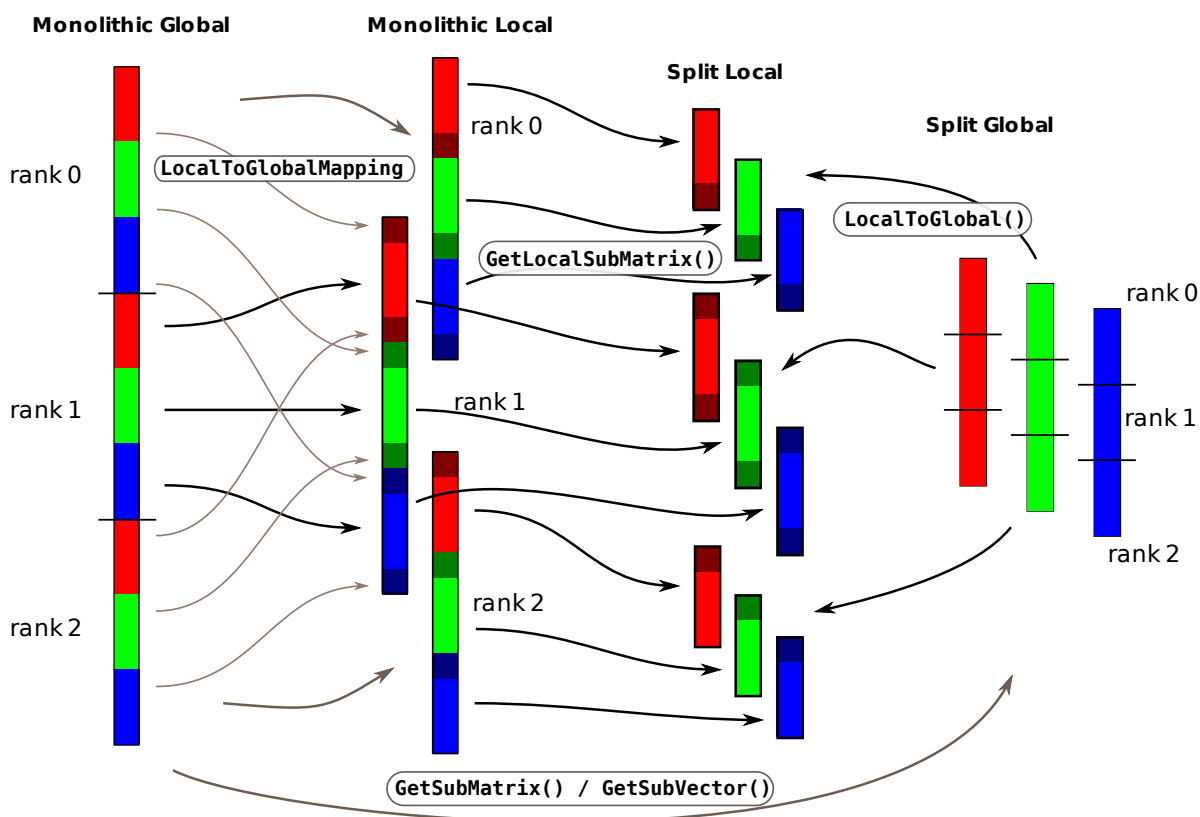 Monolithic Global
Monolithic Local
Split Local
Split Global
rank 0
LocalToGlobalMapping
rank 0
GetLocalSubMatrix()
LocalToGlobal()
rank 0
rank 1
rank 1
rank 1
rank 2
rank 2
rank 2
GetSubMatrix() / GetSubVector()